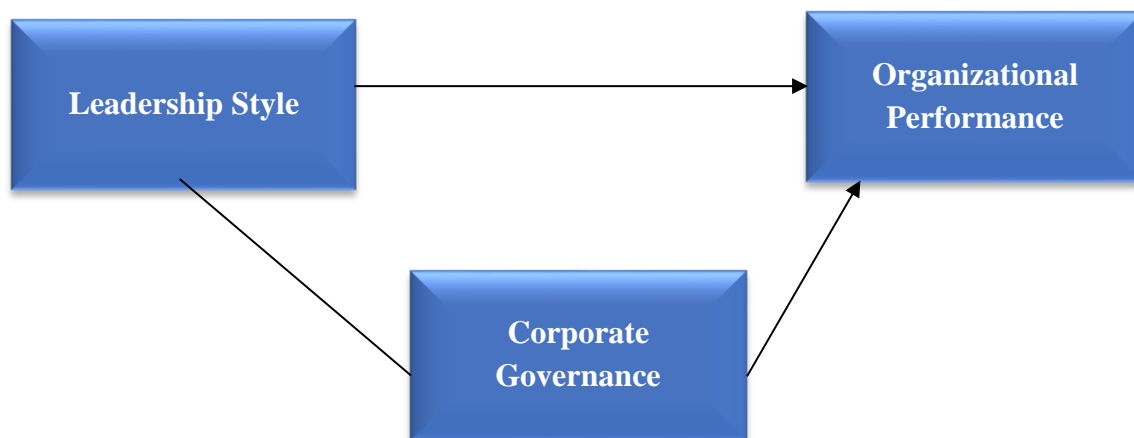 Leadership Style
Organizational
Performance
Corporate
Governance